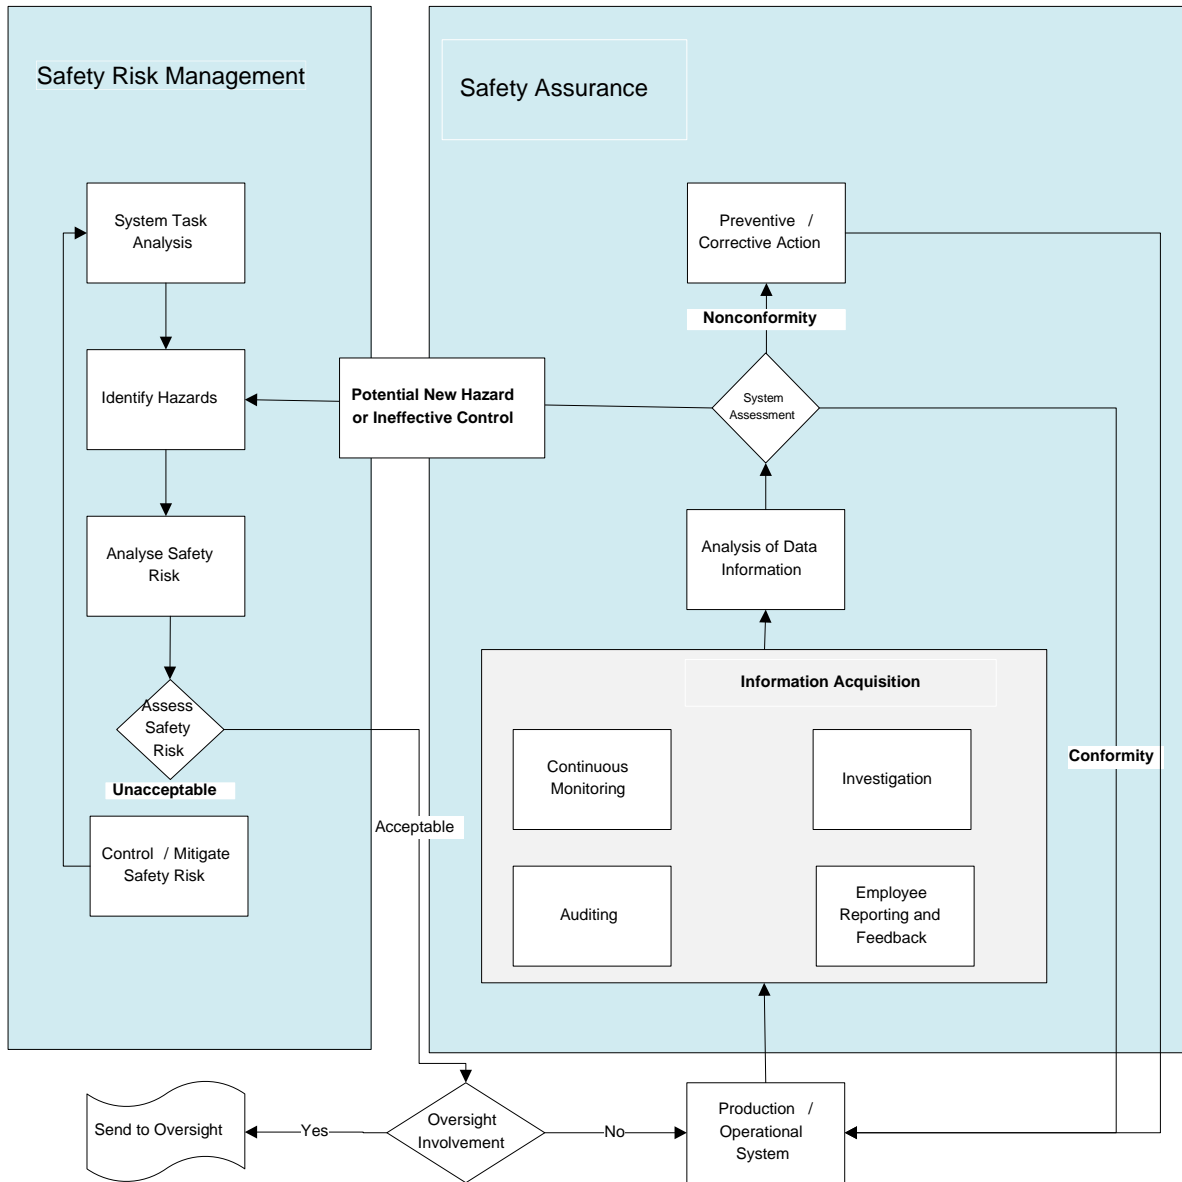 Safety Risk Management
System Task
Analysis
Identify Hazards
Analyse Safety
Risk
Assess
Safety
Risk
Unacceptable
Control / Mitigate
Safety Risk
Acceptable
Potential New Hazard
or Ineffective Control
Safety Assurance
Preventive /
Corrective Action
Nonconformity
System
Assessment
Analysis of Data
Information
Information Acquisition
Continuous
Monitoring
Investigation
Auditing
Employee
Reporting and
Feedback
Conformity
Send to Oversight
Yes
Oversight
Involvement
No
Production /
Operational
System